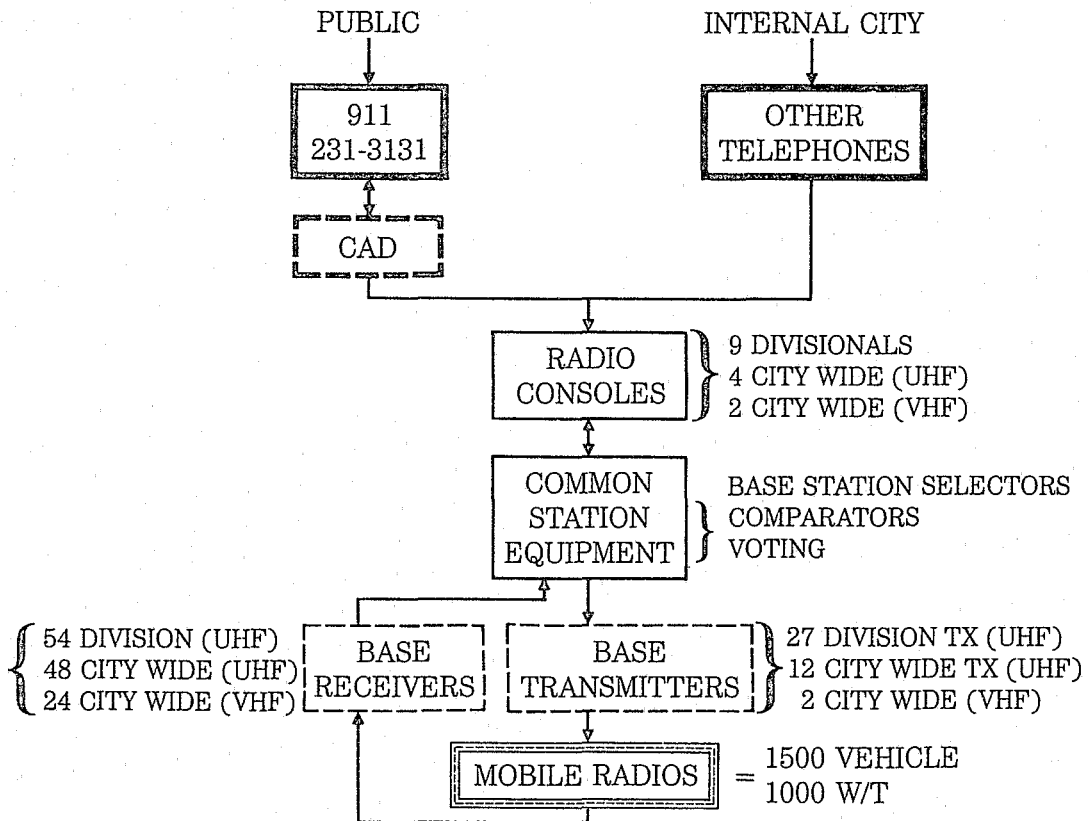 PUBLIC
INTERNAL CITY
911
231-3131
OTHER
TELEPHONES
CAD
RADIO
CONSOLES
9 DIVISIONALS
4 CITY WIDE (UHF)
2 CITY WIDE (VHF)
COMMON
STATION
EQUIPMENT
BASE STATION SELECTORS
COMPARATORS
VOTING
54 DIVISION (UHF)
48 CITY WIDE (UHF)
24 CITY WIDE (VHF)
BASE
RECEIVERS
BASE
TRANSMITTERS
27 DIVISION TX (UHF)
12 CITY WIDE TX (UHF)
2 CITY WIDE (VHF)
MOBILE RADIOS
= 1500 VEHICLE
1000 W/T